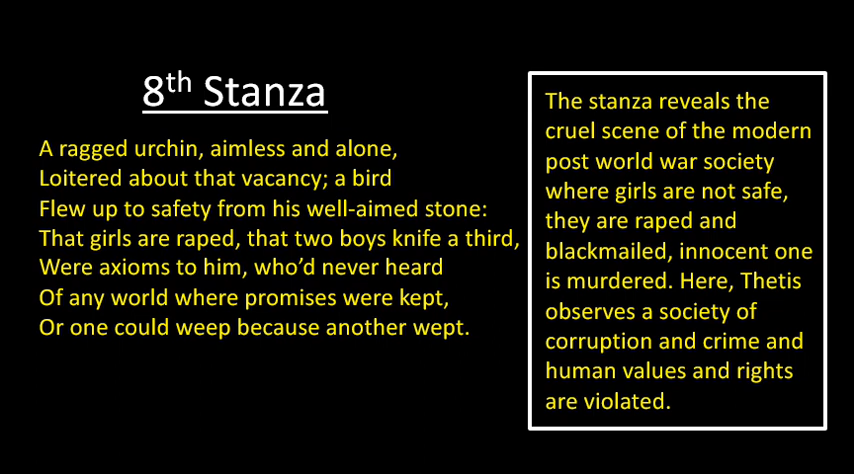 8th Stanza
A ragged urchin, aimless and alone,
Loitered about that vacancy; a bird
Flew up to safety from his well-aimed stone:
That girls are raped, that two boys knife a third,
Were axioms to him, who'd never heard
Of any world where promises were kept,
Or one could weep because another wept.
The stanza reveals the
cruel scene of the modern
post world war society
where girls are not safe,
they are raped and
blackmailed, innocent one
is murdered. Here, Thetis
observes a society of
corruption and crime and
human values and rights
are violated.